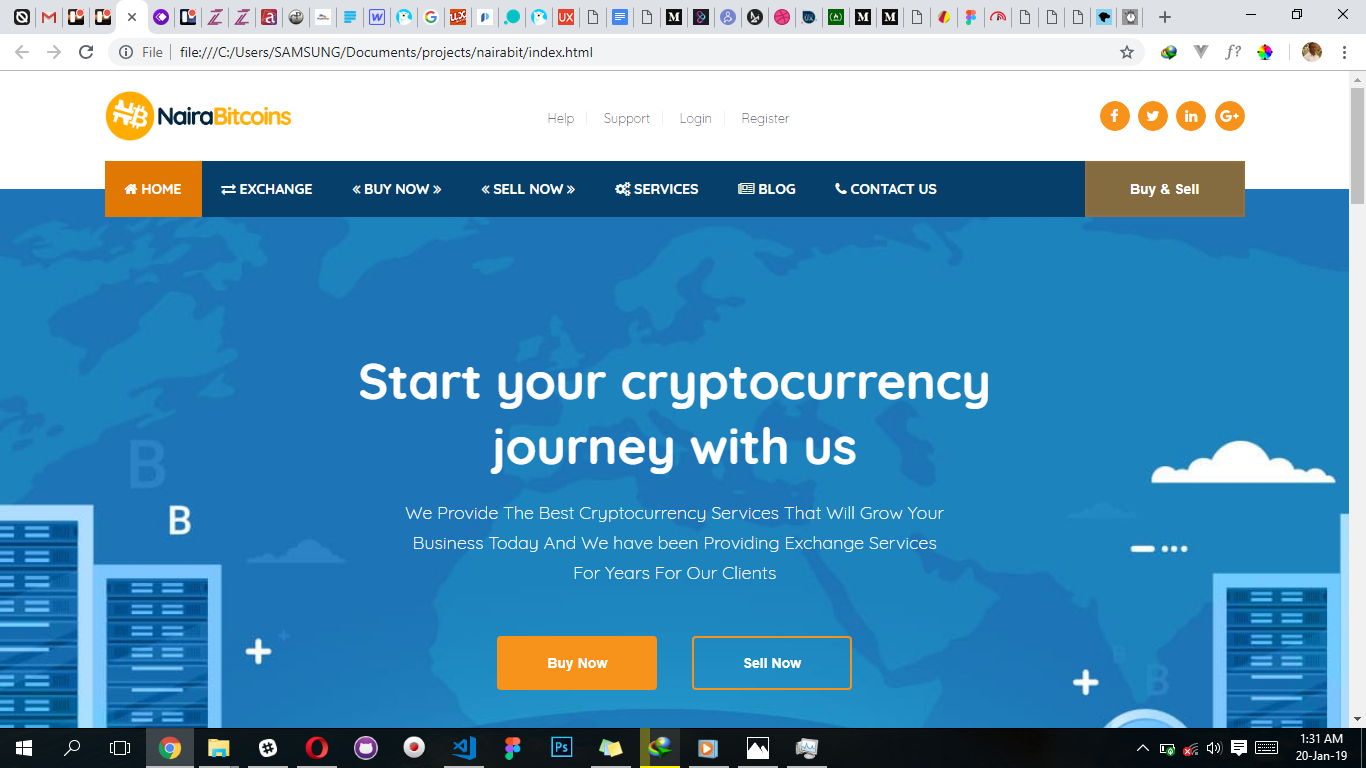 File
file:///C:/Users/SAMSUNG/Documents/projects/nairabit/index.html
NairaBitcoins
Help
Support
Login
Register
HOME
EXCHANGE
« BUY NOW »
« SELL NOW »
SERVICES
BLOG
CONTACT US
Buy & Sell
Start your cryptocurrency
journey with us
We Provide The Best Cryptocurrency Services That Will Grow Your
Business Today And We have been Providing Exchange Services
For Years For Our Clients
Buy Now
Sell Now
1:31 AM
20-Jan-19